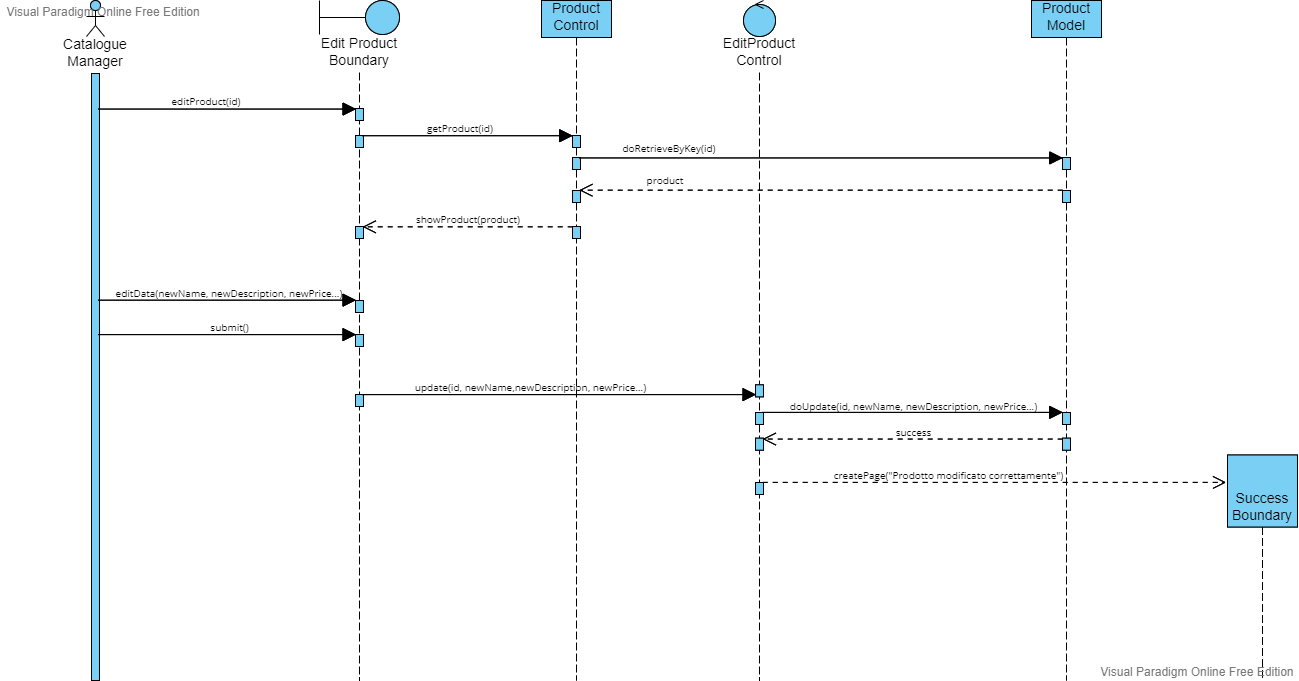 Visual Paradigm Online Free Edition
Catalogue
Manager
Edit Product
Boundary
Product
Control
EditProduct
Control
Product
Model
editProduct(id)
getProduct(id)
doRetrieveByKey(id)
product
showProduct(product)
editData(newName, newDescription, newPrice...)
submit()
update(id, newName,newDescription, newPrice...)
doUpdate(id, newName, newDescription, newPrice...)
success
createPage("Prodotto modificato correttamente")
Success
Boundary
Visual Paradigm Online Free Edition